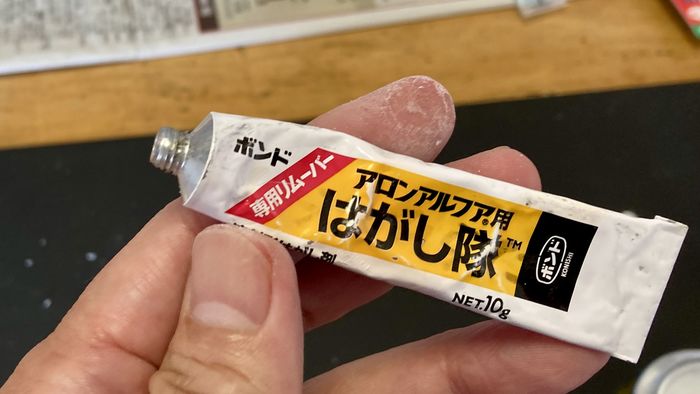 ボンド
専用リムーバー
アロンアルフア®用
はがし隊™
ボンド
KONISHI
NET.10g